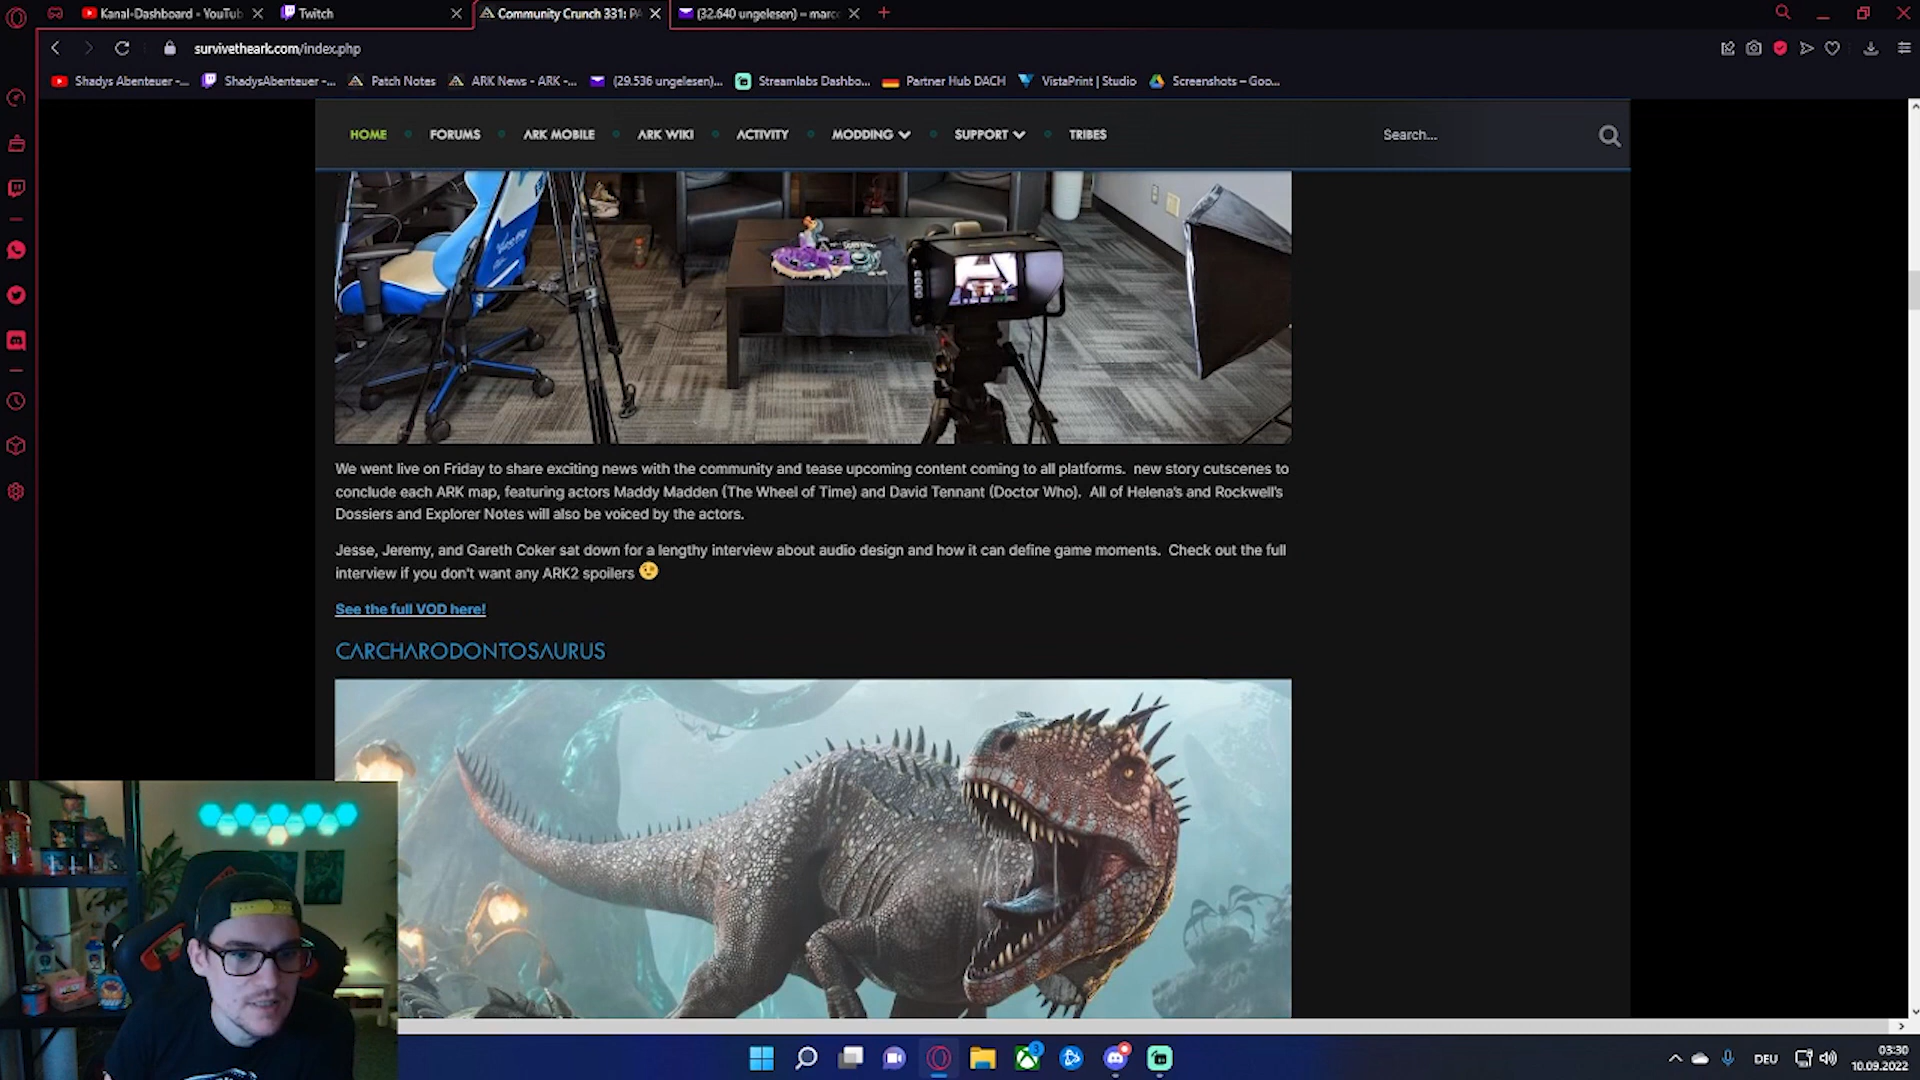 Kanal-Dashboard - YouTub
Twitch
Community Crunch 331: PA
(32.640 ungelesen) – marc
survivetheark.com/index.php
Shadys Abenteuer -...
ShadysAbenteuer -...
Patch Notes
ARK News - ARK -...
(29.536 ungelesen)...
Streamlabs Dashbo...
Partner Hub DACH
VistaPrint | Studio
Screenshots – Goo...
HOME
FORUMS
ARK MOBILE
ARK WIKI
ACTIVITY
MODDING
SUPPORT
TRIBES
Search...
We went live on Friday to share exciting news with the community and tease upcoming content coming to all platforms. new story cutscenes to
conclude each ARK map, featuring actors Maddy Madden (The Wheel of Time) and David Tennant (Doctor Who). All of Helena's and Rockwell's
Dossiers and Explorer Notes will also be voiced by the actors.
Jesse, Jeremy, and Gareth Coker sat down for a lengthy interview about audio design and how it can define game moments. Check out the full
interview if you don't want any ARK2 spoilers
See the full VOD here!
CARCHARODONTOSAURUS
DEU
03:30
10.09.2022